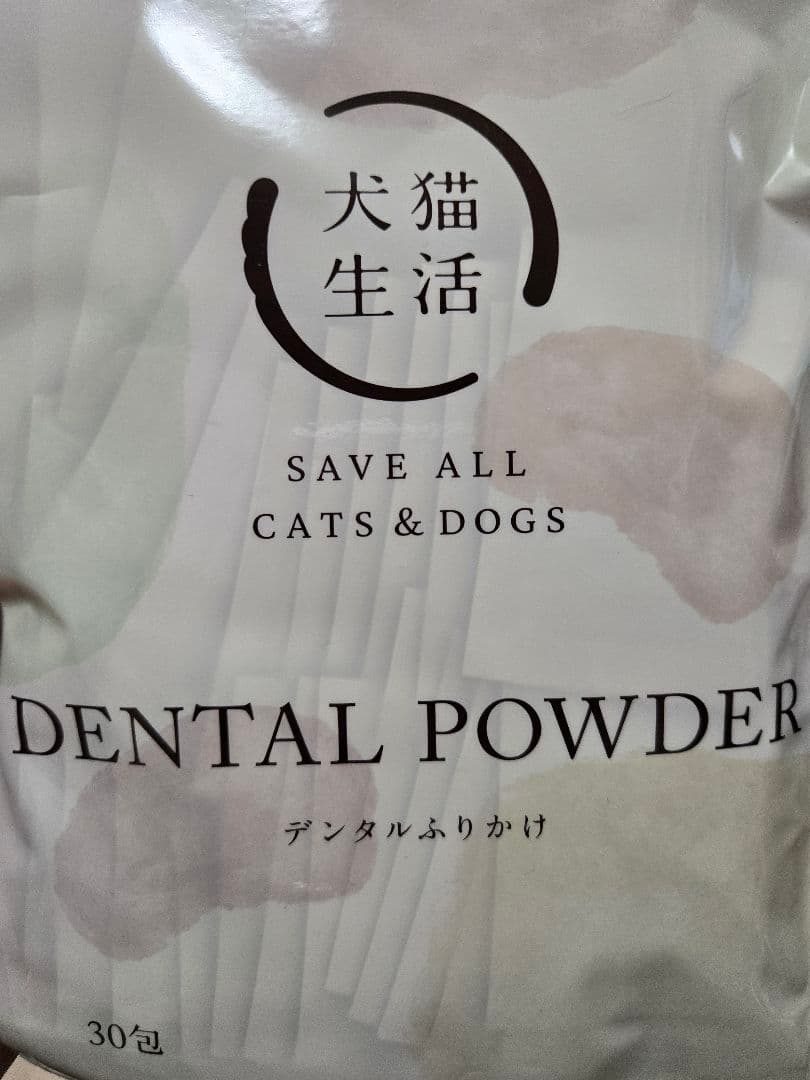 犬猫
生活
SAVE ALL
CATS & DOGS
DENTAL POWDER
デンタルふりかけ
30包